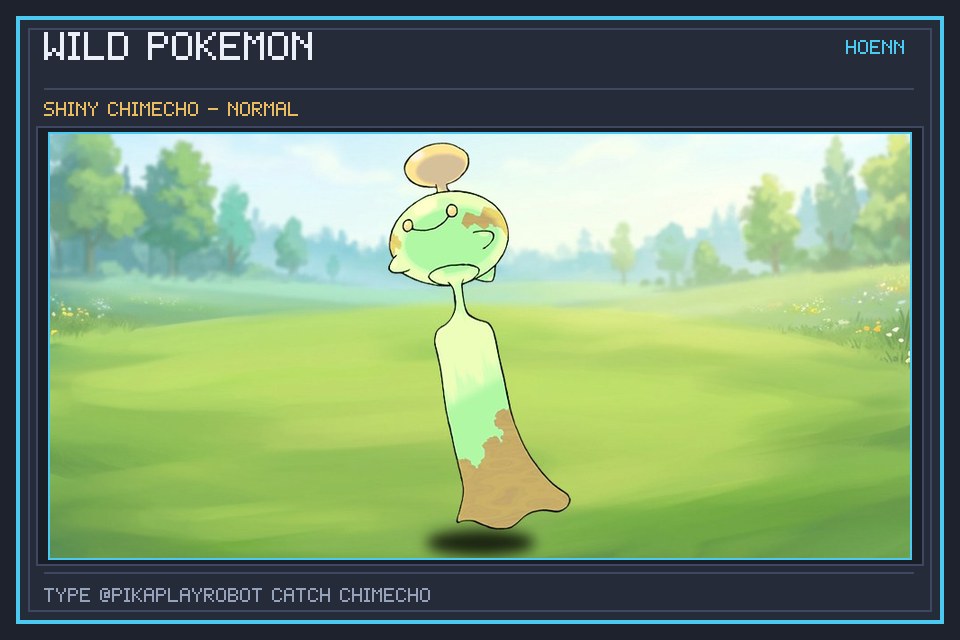 WILD POKEMON
HOENN
SHINY CHIMECHO - NORMAL
TYPE @PIKAPLAYROBOT CATCH CHIMECHO